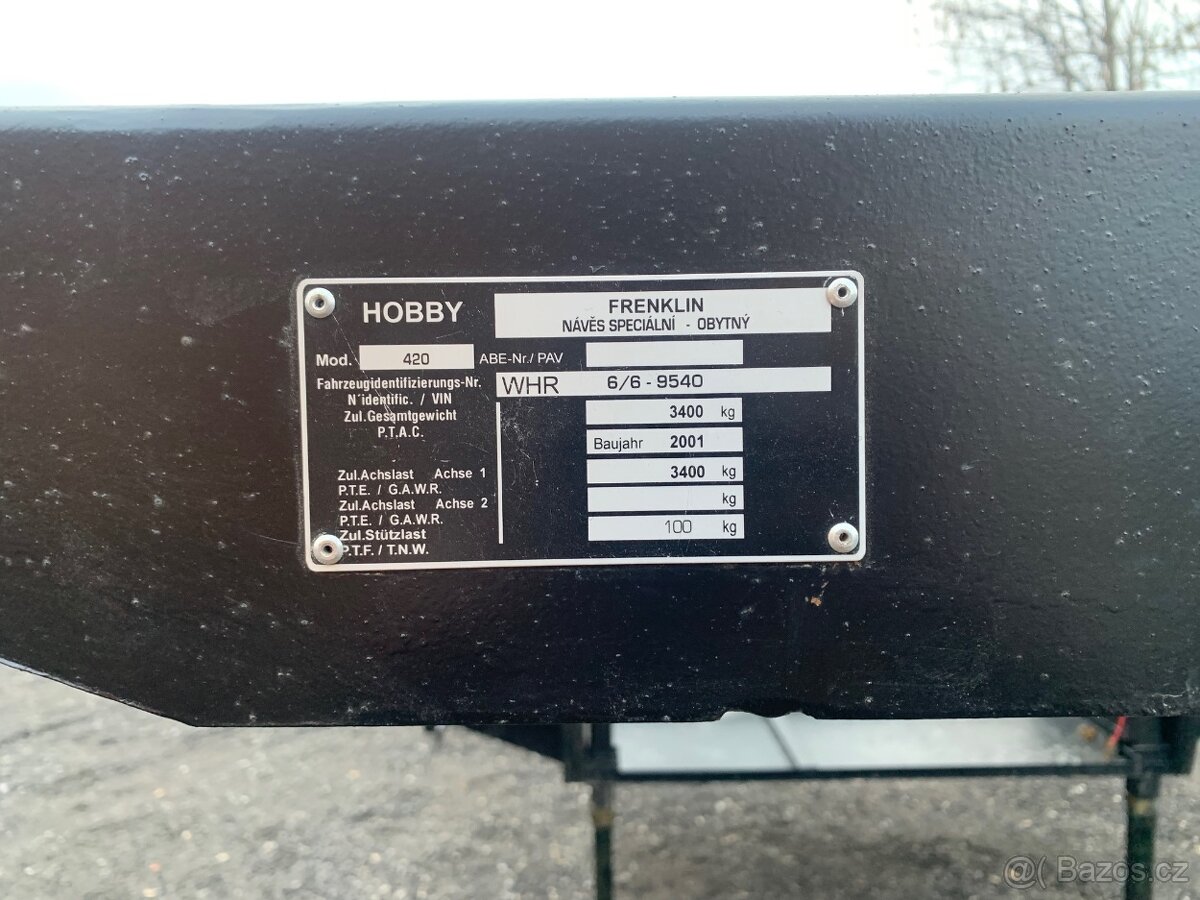 HOBBY FRENKLIN
NÁVĚS SPECIÁLNÍ - OBYTNÝ
Mod. 420 ABE-Nr./ PAV
Fahrzeugidentifizierungs-Nr. WHR 6/6 - 9540
N´identific. / VIN
Zul.Gesamtgewicht 3400 kg
P.T.A.C.
Baujahr 2001
Zul.Achslast Achse 1 3400 kg
P.T.E. / G.A.W.R.
Zul.Achslast Achse 2 kg
P.T.E. / G.A.W.R.
Zul.Stützlast 100 kg
P.T.F. / T.N.W.
Bazoš.cz